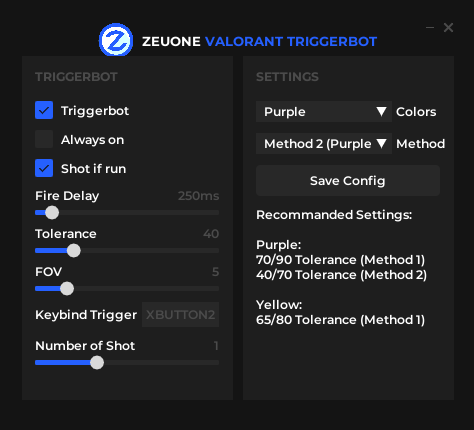 ZEUONE VALORANT TRIGGERBOT
TRIGGERBOT
Triggerbot
Always on
Shot if run
Fire Delay 250ms
Tolerance 40
FOV 5
Keybind Trigger XBUTTON2
Number of Shot 1
SETTINGS
Purple ▼ Colors
Method 2 (Purple ▼ Method
Save Config
Recommanded Settings:
Purple:
70/90 Tolerance (Method 1)
40/70 Tolerance (Method 2)
Yellow:
65/80 Tolerance (Method 1)